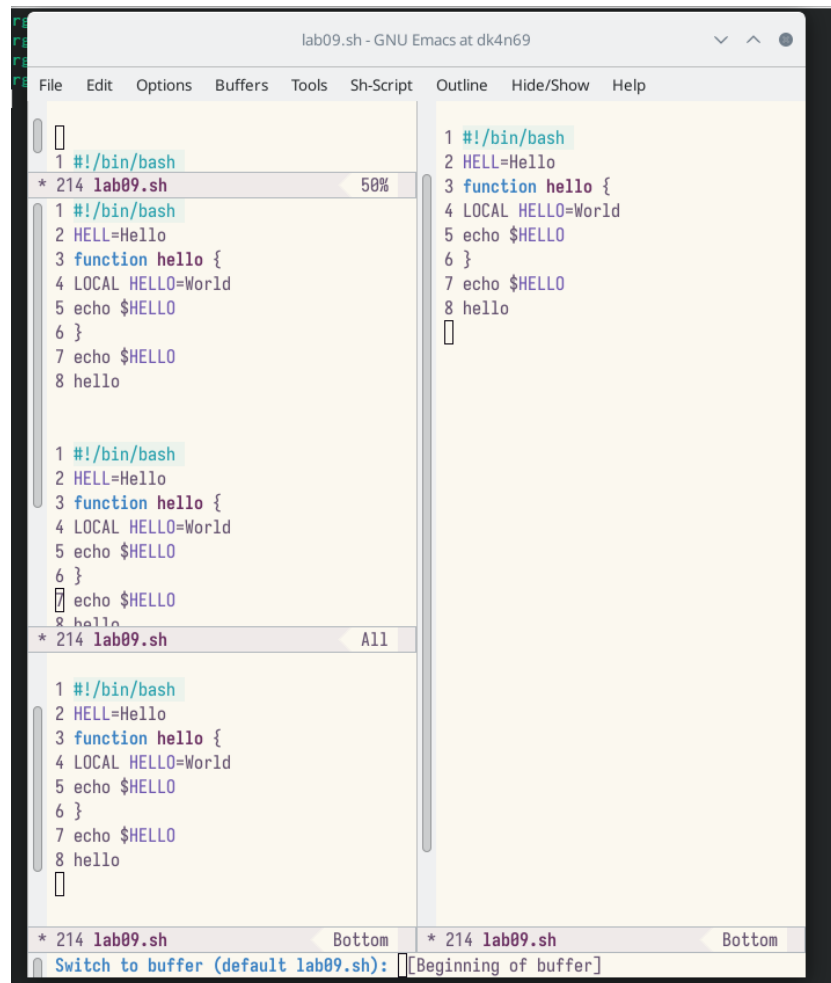 rg
rg
rg
rg
lab09.sh - GNU Emacs at dk4n69
File Edit Options Buffers Tools Sh-Script Outline Hide/Show Help
1 #!/bin/bash
* 214 lab09.sh 50%
1 #!/bin/bash
2 HELL=Hello
3 function hello {
4 LOCAL HELLO=World
5 echo $HELLO
6 }
7 echo $HELLO
8 hello
1 #!/bin/bash
2 HELL=Hello
3 function hello {
4 LOCAL HELLO=World
5 echo $HELLO
6 }
7 echo $HELLO
8 hello
* 214 lab09.sh All
1 #!/bin/bash
2 HELL=Hello
3 function hello {
4 LOCAL HELLO=World
5 echo $HELLO
6 }
7 echo $HELLO
8 hello
* 214 lab09.sh Bottom
1 #!/bin/bash
2 HELL=Hello
3 function hello {
4 LOCAL HELLO=World
5 echo $HELLO
6 }
7 echo $HELLO
8 hello
* 214 lab09.sh Bottom
Switch to buffer (default lab09.sh): [Beginning of buffer]